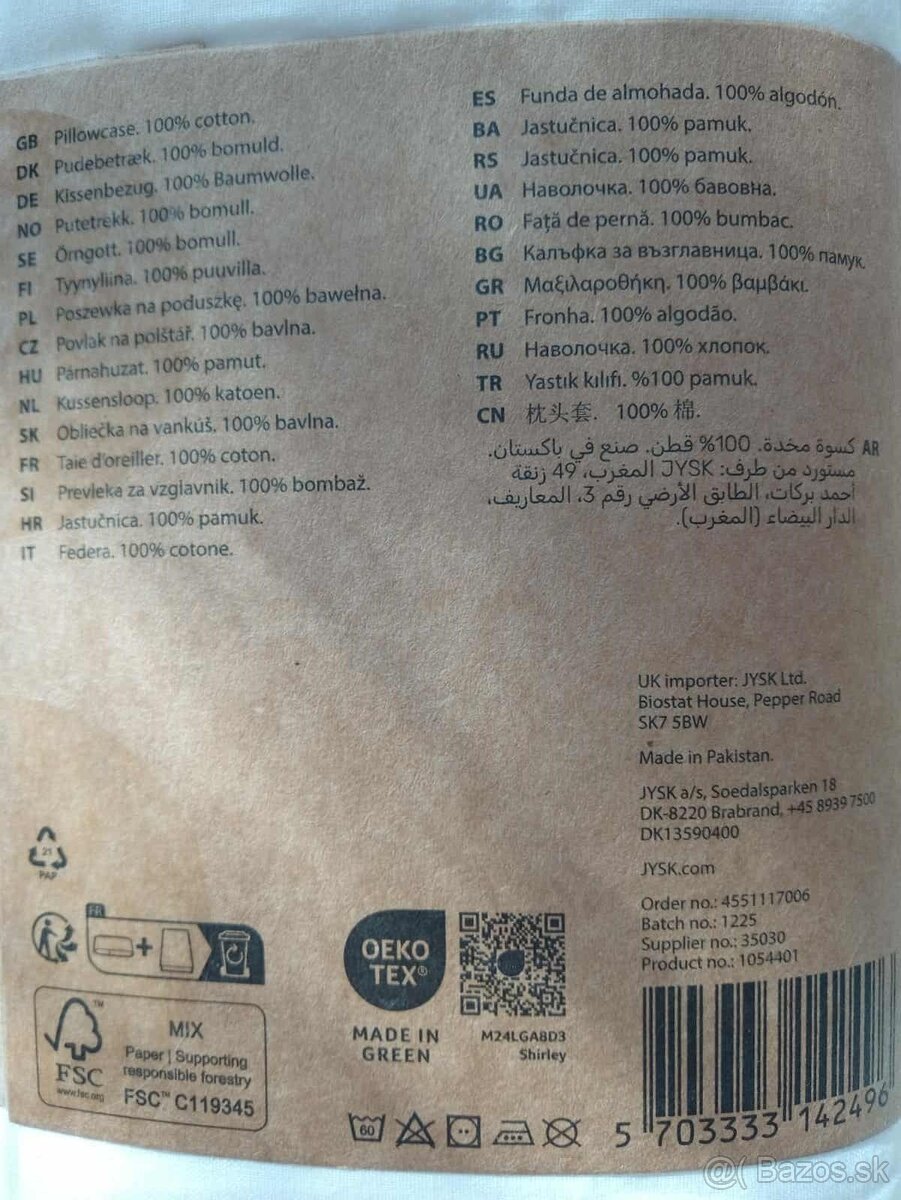 GB Pillowcase. 100% cotton.
DK Pudebetræk. 100% bomuld.
DE Kissenbezug. 100% Baumwolle.
NO Putetrekk. 100% bomull.
SE Örngott. 100% bomull.
FI Tyynyliina. 100% puuvilla.
PL Poszewka na poduszkę. 100% bawełna.
CZ Povlak na polštář. 100% bavlna.
HU Párnahuzat. 100% pamut.
NL Kussensloop. 100% katoen.
SK Obliečka na vankúš. 100% bavlna.
FR Taie d'oreiller. 100% coton.
SI Prevleka za vzglavnik. 100% bombaž.
HR Jastučnica. 100% pamuk.
IT Federa. 100% cotone.
ES Funda de almohada. 100% algodón.
BA Jastučnica. 100% pamuk.
RS Jastučnica. 100% pamuk.
UA Наволочка. 100% бавовна.
RO Față de pernă. 100% bumbac.
BG Калъфка за възглавница. 100% памук.
GR Μαξιλαροθήκη. 100% βαμβάκι.
PT Fronha. 100% algodão.
RU Наволочка. 100% хлопок.
TR Yastık kılıfı. %100 pamuk.
CN 枕头套. 100% 棉.
AR كسوة مخدة. 100% قطن. صنع في باكستان.
مستورد من طرف: JYSK المغرب، 49 زنقة
أحمد بركات، الطابق الأرضي رقم 3، المعاريف،
الدار البيضاء (المغرب).
UK importer: JYSK Ltd.
Biostat House, Pepper Road
SK7 5BW
Made in Pakistan.
JYSK a/s, Soedalsparken 18
DK-8220 Brabrand, +45 8939 7500
DK13590400
JYSK.com
Order no.: 4551117006
Batch no.: 1225
Supplier no.: 35030
Product no.: 1054401
21
PAP
FR
+
FSC™
www.fsc.org
MIX
Paper | Supporting
responsible forestry
FSC™ C119345
OEKO
TEX®
MADE IN
GREEN
M24LGA8D3
Shirley
60
5 703333 142496
@( Bazos.sk